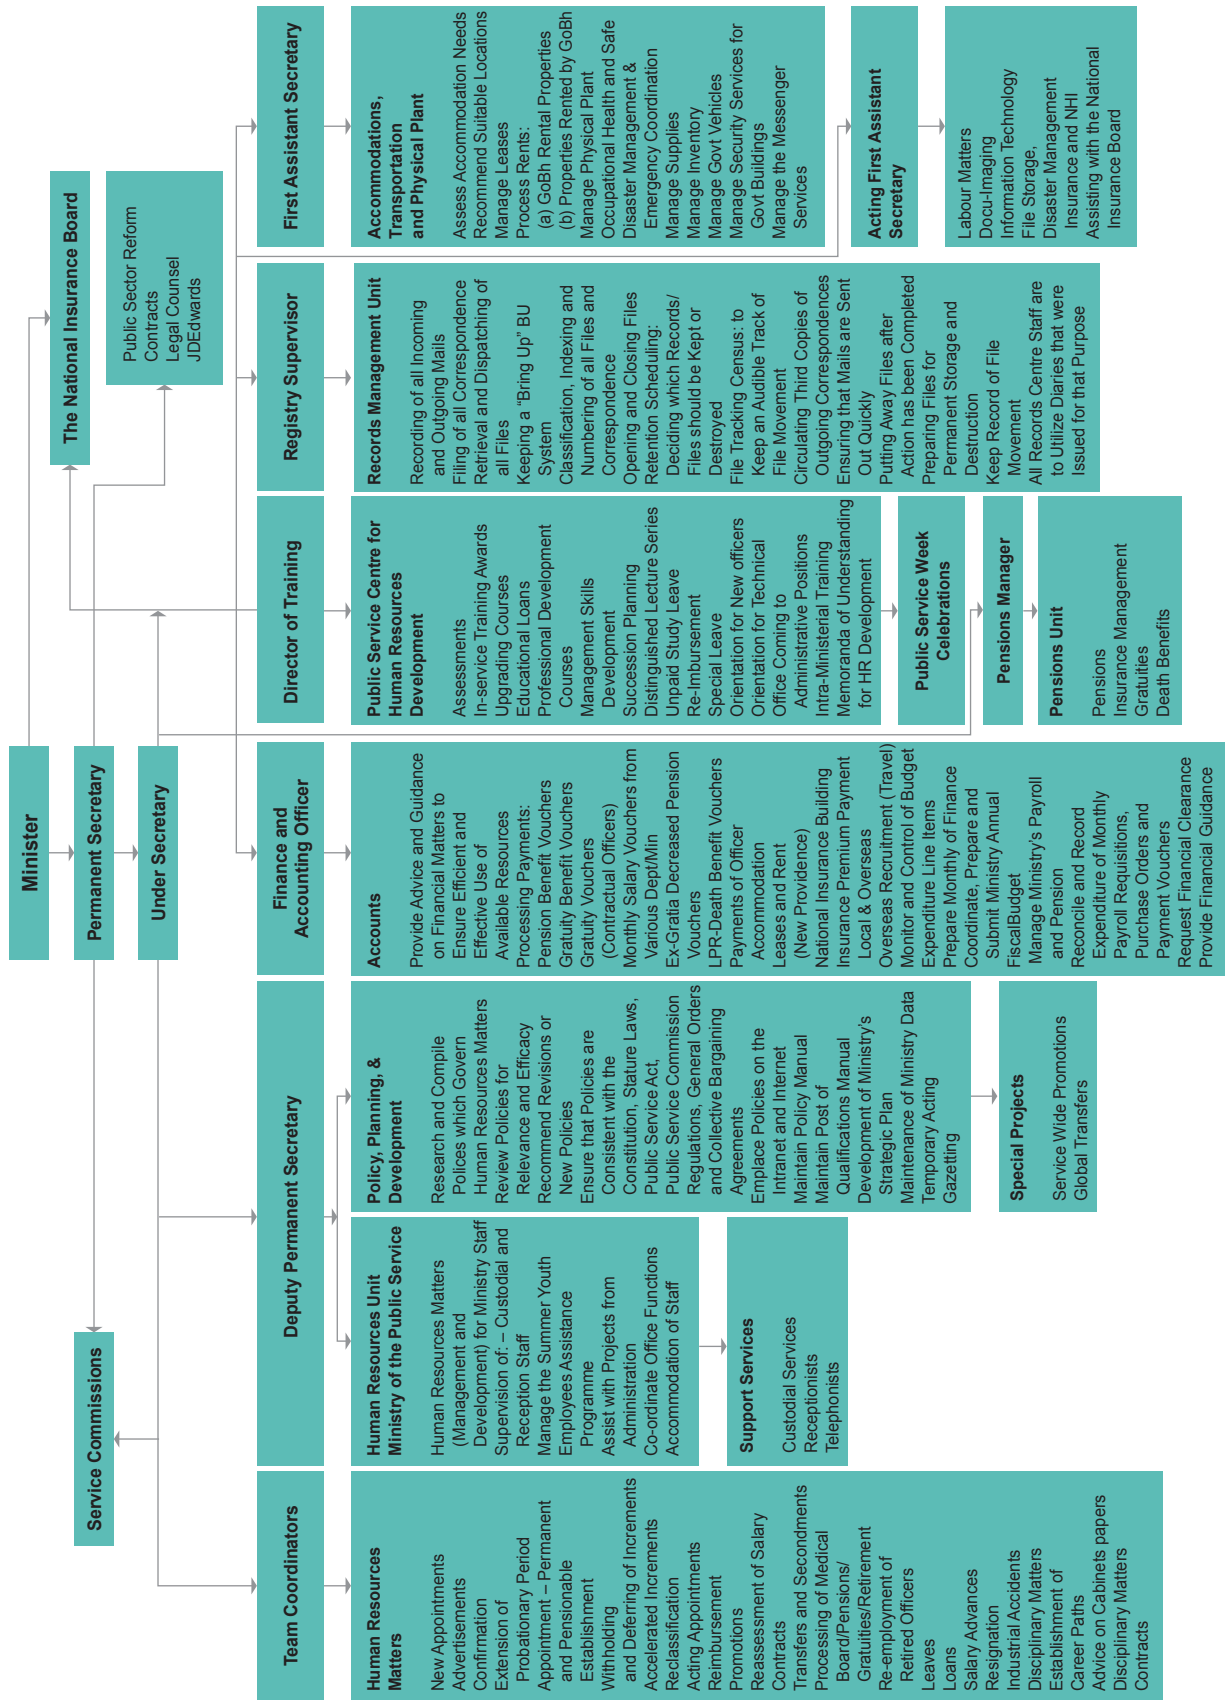 Minister
Permanent Secretary
Under Secretary
Service Commissions
The National Insurance Board
Public Sector Reform
Contracts
Legal Counsel
JDEdwards
Team Coordinators
Human Resources
Matters
New Appointments
Advertisements
Confirmation
Extension of
Probationary Period
Appointment – Permanent
and Pensionable
Establishment
Withholding
and Deferring of Increments
Accelerated Increments
Reclassification
Acting Appointments
Reimbursement
Promotions
Reassessment of Salary
Contracts
Transfers and Secondments
Processing of Medical
Board/Pensions/
Gratuities/Retirement
Re-employment of
Retired Officers
Leaves
Loans
Salary Advances
Resignation
Industrial Accidents
Disciplinary Matters
Establishment of
Career Paths
Advice on Cabinets papers
Disciplinary Matters
Contracts
Deputy Permanent Secretary
Human Resources Unit
Ministry of the Public Service
Human Resources Matters
(Management and
Development) for Ministry Staff
Supervision of: – Custodial and
Reception Staff
Manage the Summer Youth
Employees Assistance
Programme
Assist with Projects from
Administration
Co-ordinate Office Functions
Accommodation of Staff
Support Services
Custodial Services
Receptionists
Telephonists
Policy, Planning, &
Development
Research and Compile
Polices which Govern
Human Resources Matters
Review Policies for
Relevance and Efficacy
Recommend Revisions or
New Policies
Ensure that Policies are
Consistent with the
Constitution, Stature Laws,
Public Service Act,
Public Service Commission
Regulations, General Orders
and Collective Bargaining
Agreements
Emplace Policies on the
Intranet and Internet
Maintain Policy Manual
Maintain Post of
Qualifications Manual
Development of Ministry's
Strategic Plan
Maintenance of Ministry Data
Temporary Acting
Gazetting
Special Projects
Service Wide Promotions
Global Transfers
Finance and
Accounting Officer
Accounts
Provide Advice and Guidance
on Financial Matters to
Ensure Efficient and
Effective Use of
Available Resources
Processing Payments:
Pension Benefit Vouchers
Gratuity Benefit Vouchers
Gratuity Vouchers
(Contractual Officers)
Monthly Salary Vouchers from
Various Dept/Min
Ex-Gratia Decreased Pension
Vouchers
LPR-Death Benefit Vouchers
Payments of Officer
Accommodation
Leases and Rent
(New Providence)
National Insurance Building
Insurance Premium Payment
Local & Overseas
Overseas Recruitment (Travel)
Monitor and Control of Budget
Expenditure Line Items
Prepare Monthly of Finance
Coordinate, Prepare and
Submit Ministry Annual
FiscalBudget
Manage Ministry's Payroll
and Pension
Reconcile and Record
Expenditure of Monthly
Payroll Requisitions,
Purchase Orders and
Payment Vouchers
Request Financial Clearance
Provide Financial Guidance
Director of Training
Public Service Centre for
Human Resources
Development
Assessments
In-service Training Awards
Upgrading Courses
Educational Loans
Professional Development
Courses
Management Skills
Development
Succession Planning
Distinguished Lecture Series
Unpaid Study Leave
Re-Imbursement
Special Leave
Orientation for New officers
Orientation for Technical
Office Coming to
Administrative Positions
Intra-Ministerial Training
Memoranda of Understanding
for HR Development
Public Service Week
Celebrations
Pensions Manager
Pensions Unit
Pensions
Insurance Management
Gratuities
Death Benefits
Registry Supervisor
Records Management Unit
Recording of all Incoming
and Outgoing Mails
Filing of all Correspondence
Retrieval and Dispatching of
all Files
Keeping a “Bring Up” BU
System
Classification, Indexing and
Numbering of all Files and
Correspondence
Opening and Closing Files
Retention Scheduling:
Deciding which Records/
Files should be Kept or
Destroyed
File Tracking Census: to
Keep an Audible Track of
File Movement
Circulating Third Copies of
Outgoing Correspondences
Ensuring that Mails are Sent
Out Quickly
Putting Away Files after
Action has been Completed
Preparing Files for
Permanent Storage and
Destruction
Keep Record of File
Movement
All Records Centre Staff are
to Utilize Diaries that were
Issued for that Purpose
First Assistant Secretary
Accommodations,
Transportation
and Physical Plant
Assess Accommodation Needs
Recommend Suitable Locations
Manage Leases
Process Rents:
(a) GoBh Rental Properties
(b) Properties Rented by GoBh
Manage Physical Plant
Occupational Health and Safe
Disaster Management &
Emergency Coordination
Manage Supplies
Manage Inventory
Manage Govt Vehicles
Manage Security Services for
Govt Buildings
Manage the Messenger
Services
Acting First Assistant
Secretary
Labour Matters
Docu-Imaging
Information Technology
File Storage,
Disaster Management
Insurance and NHI
Assisting with the National
Insurance Board